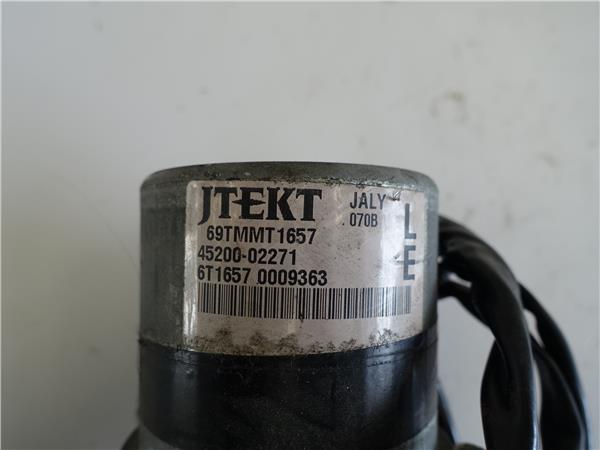 JTEKT JALY
69TMMT1657 .070B L
45200-02271
6T1657 0009363 E